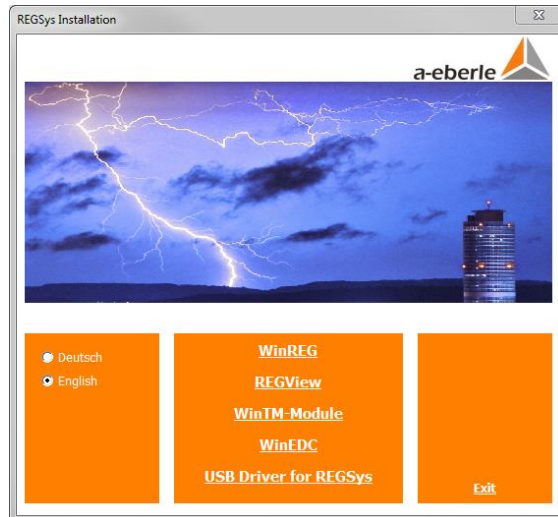 REGSys Installation
a-eberle
Deutsch
English
WinREG
REGView
WinTM-Module
WinEDC
USB Driver for REGSys
Exit